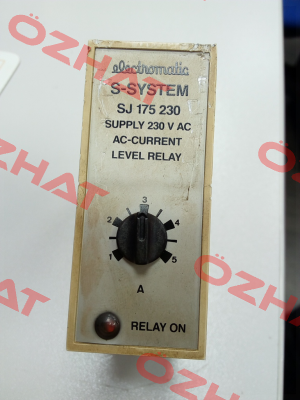 ÖZHAT
electromatic
S-SYSTEM
SJ 175 230
SUPPLY 230 V AC
AC-CURRENT
LEVEL RELAY
3
2
4
1
5
A
RELAY ON
ÖZHAT
ÖZHAT
ÖZHAT